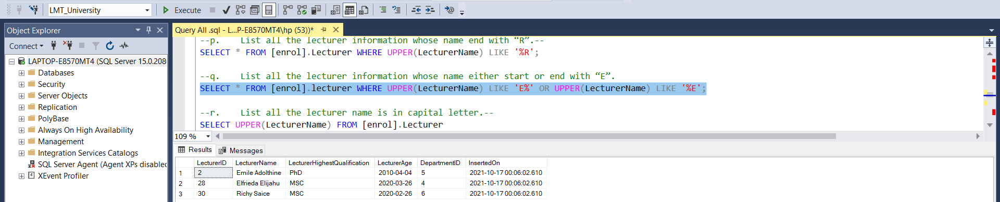 LMT_University
Execute
Object Explorer
Connect
LAPTOP-E8570MT4 (SQL Server 15.0.208
Databases
Security
Server Objects
Replication
PolyBase
Always On High Availability
Management
Integration Services Catalogs
SQL Server Agent (Agent XPs disablec
XEvent Profiler
Query All .sql - L...P-E8570MT4\hp (53))*
--p.    List all the lecturer information whose name end with “R”.--
SELECT * FROM [enrol].Lecturer WHERE UPPER(LecturerName) LIKE '%R';
--q.    List all the lecturer information whose name either start or end with “E”.
SELECT * FROM [enrol].lecturer WHERE UPPER(LecturerName) LIKE 'E%' OR UPPER(LecturerName) LIKE '%E';
--r.    List all the lecturer name is in capital letter.--
SELECT UPPER(LecturerName) FROM [enrol].Lecturer
109 %
Results Messages
LecturerID LecturerName LecturerHighestQualification LecturerAge DepartmentID InsertedOn
1 2 Emile Adolthine PhD 2010-04-04 5 2021-10-17 00:06:02.610
2 28 Elfrieda Elijahu MSC 2020-03-26 4 2021-10-17 00:06:02.610
3 30 Richy Saice MSC 2020-02-26 6 2021-10-17 00:06:02.610